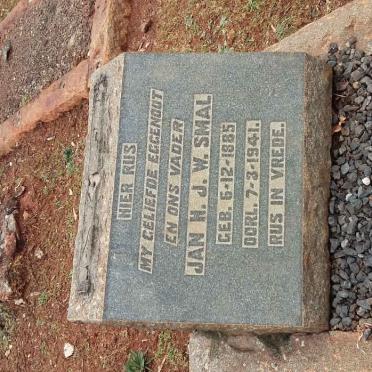 HIER RUS
MY GELIEFDE EGGENOOT
EN ONS VADER
JAN H. J. W. SMAL
GEB. 6-12-1885
OORL. 7-3-1941.
RUS IN VREDE.